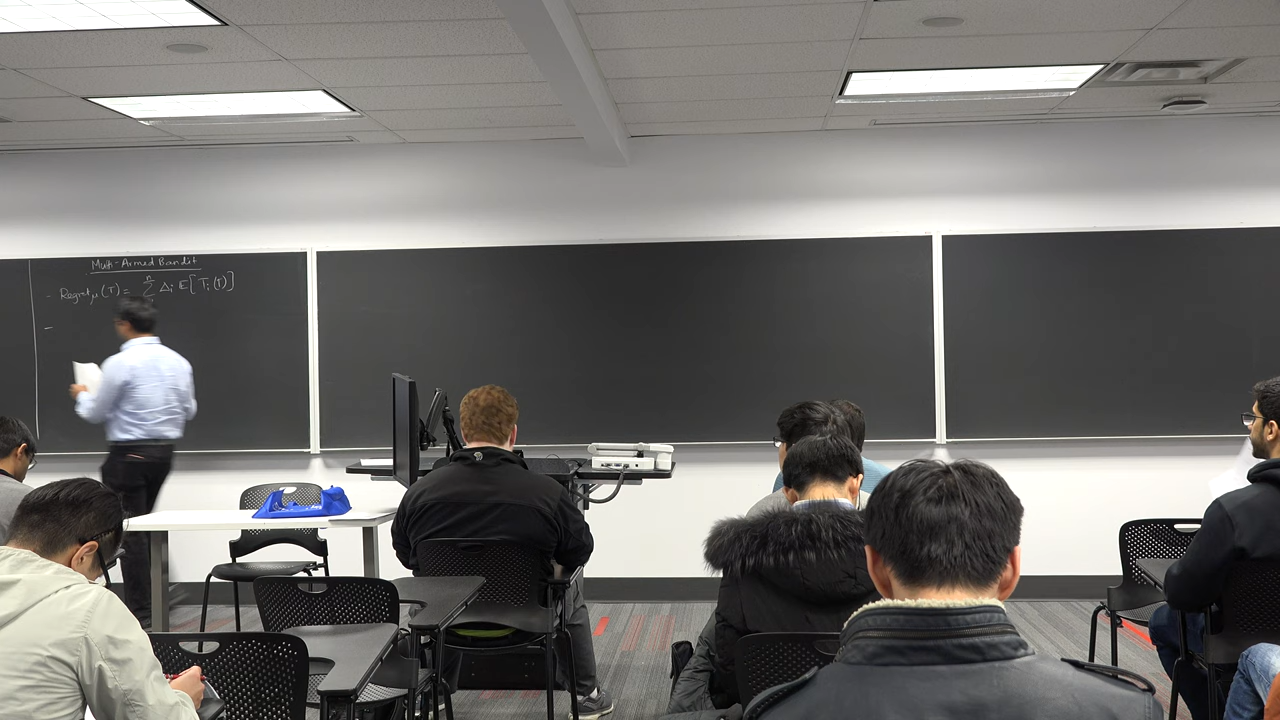 Multi-Armed Bandit
- Regret_μ(T) = Σ^n Δ_i E[T_i(T)]
-